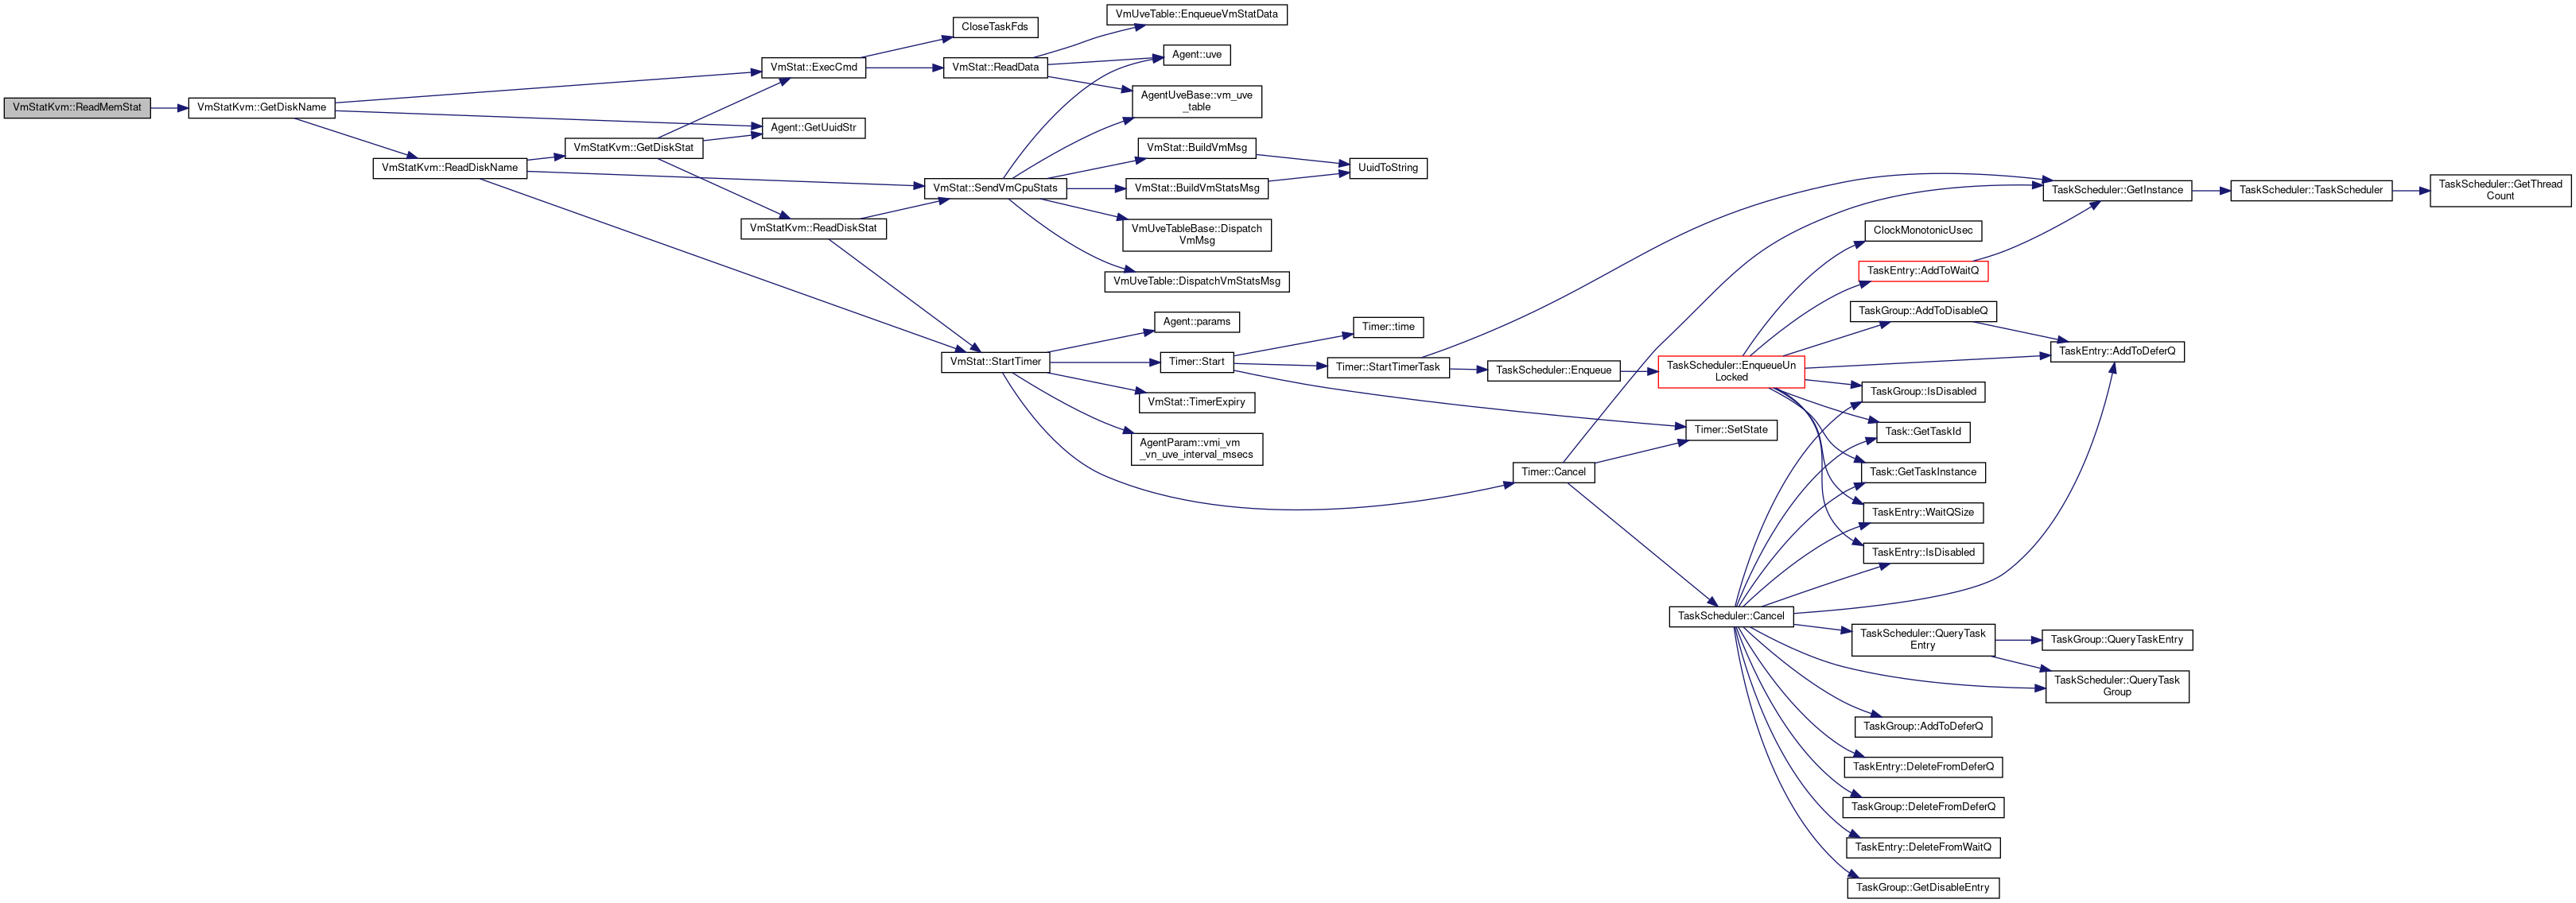 VmStatKvm::ReadMemStat
VmStatKvm::GetDiskName
VmStatKvm::ReadDiskName
VmStatKvm::GetDiskStat
VmStat::ExecCmd
Agent::GetUuidStr
VmStatKvm::ReadDiskStat
CloseTaskFds
VmStat::ReadData
VmStat::SendVmCpuStats
VmStat::StartTimer
VmUveTable::EnqueueVmStatData
Agent::uve
AgentUveBase::vm_uve
_table
VmStat::BuildVmMsg
VmStat::BuildVmStatsMsg
VmUveTableBase::Dispatch
VmMsg
VmUveTable::DispatchVmStatsMsg
Agent::params
Timer::Start
VmStat::TimerExpiry
AgentParam::vmi_vm
_vn_uve_interval_msecs
UuidToString
Timer::time
Timer::StartTimerTask
TaskScheduler::Enqueue
Timer::Cancel
TaskScheduler::EnqueueUn
Locked
Timer::SetState
TaskScheduler::Cancel
ClockMonotonicUsec
TaskEntry::AddToWaitQ
TaskGroup::AddToDisableQ
TaskGroup::IsDisabled
Task::GetTaskId
Task::GetTaskInstance
TaskEntry::WaitQSize
TaskEntry::IsDisabled
TaskScheduler::QueryTask
Entry
TaskGroup::AddToDeferQ
TaskEntry::DeleteFromDeferQ
TaskGroup::DeleteFromDeferQ
TaskEntry::DeleteFromWaitQ
TaskGroup::GetDisableEntry
TaskScheduler::GetInstance
TaskEntry::AddToDeferQ
TaskGroup::QueryTaskEntry
TaskScheduler::QueryTask
Group
TaskScheduler::TaskScheduler
TaskScheduler::GetThread
Count